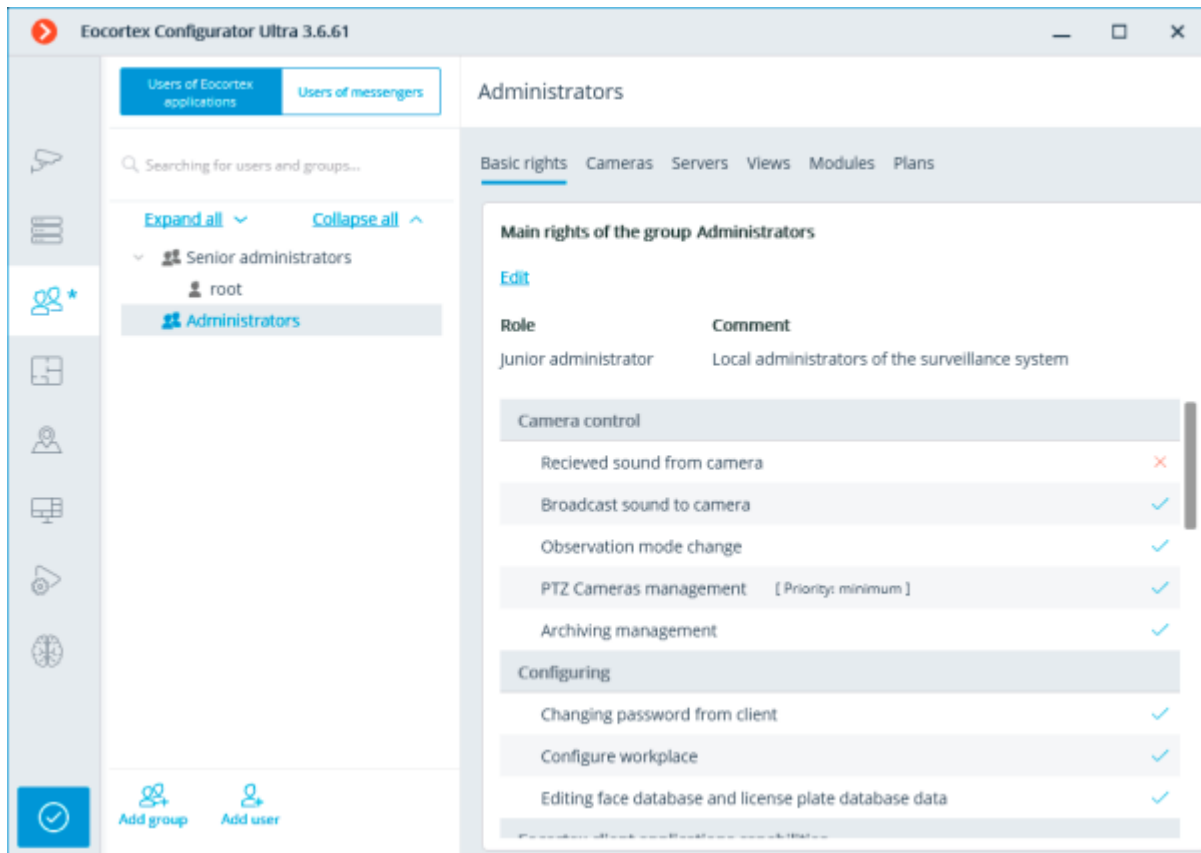 Eocortex Configurator Ultra 3.6.61
Users of Eocortex
applications
Users of messengers
Searching for users and groups...
Expand all
Collapse all
Senior administrators
root
Administrators
Add group
Add user
Administrators
Basic rights Cameras Servers Views Modules Plans
Main rights of the group Administrators
Edit
Role Comment
Junior administrator Local administrators of the surveillance system
Camera control
Recieved sound from camera
Broadcast sound to camera
Observation mode change
PTZ Cameras management [ Priority: minimum ]
Archiving management
Configuring
Changing password from client
Configure workplace
Editing face database and license plate database data